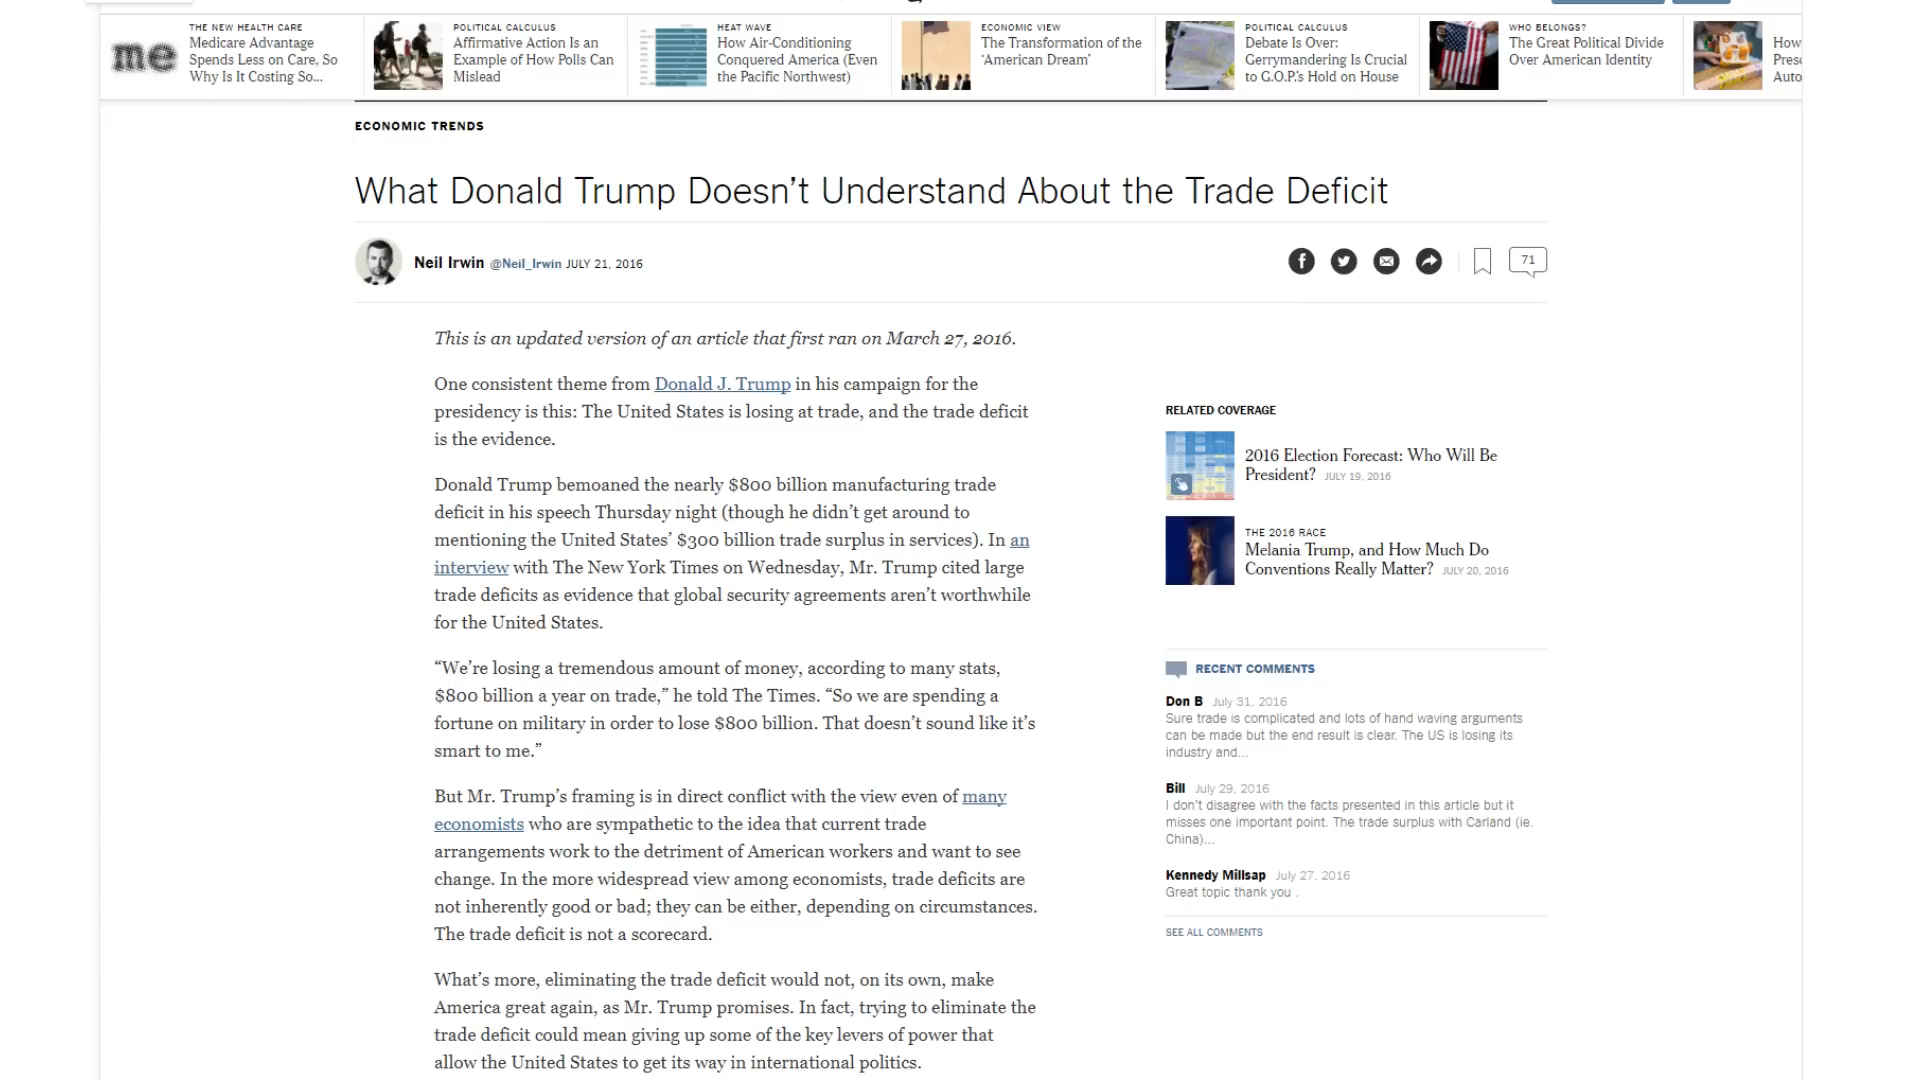 THE NEW HEALTH CARE
Medicare Advantage
Spends Less on Care, So
Why Is It Costing So...
me
POLITICAL CALCULUS
Affirmative Action Is an
Example of How Polls Can
Mislead
HEAT WAVE
How Air-Conditioning
Conquered America (Even
the Pacific Northwest)
ECONOMIC VIEW
The Transformation of the
‘American Dream’
POLITICAL CALCULUS
Debate Is Over:
Gerrymandering Is Crucial
to G.O.P.’s Hold on House
WHO BELONGS?
The Great Political Divide
Over American Identity
How
Pres
Auto
ECONOMIC TRENDS
What Donald Trump Doesn’t Understand About the Trade Deficit
Neil Irwin @Neil_Irwin JULY 21, 2016
71
This is an updated version of an article that first ran on March 27, 2016.
One consistent theme from Donald J. Trump in his campaign for the
presidency is this: The United States is losing at trade, and the trade deficit
is the evidence.
Donald Trump bemoaned the nearly $800 billion manufacturing trade
deficit in his speech Thursday night (though he didn’t get around to
mentioning the United States’ $300 billion trade surplus in services). In an
interview with The New York Times on Wednesday, Mr. Trump cited large
trade deficits as evidence that global security agreements aren’t worthwhile
for the United States.
“We’re losing a tremendous amount of money, according to many stats,
$800 billion a year on trade,” he told The Times. “So we are spending a
fortune on military in order to lose $800 billion. That doesn’t sound like it’s
smart to me.”
But Mr. Trump’s framing is in direct conflict with the view even of many
economists who are sympathetic to the idea that current trade
arrangements work to the detriment of American workers and want to see
change. In the more widespread view among economists, trade deficits are
not inherently good or bad; they can be either, depending on circumstances.
The trade deficit is not a scorecard.
What’s more, eliminating the trade deficit would not, on its own, make
America great again, as Mr. Trump promises. In fact, trying to eliminate the
trade deficit could mean giving up some of the key levers of power that
allow the United States to get its way in international politics.
RELATED COVERAGE
2016 Election Forecast: Who Will Be
President? JULY 19, 2016
THE 2016 RACE
Melania Trump, and How Much Do
Conventions Really Matter? JULY 20, 2016
RECENT COMMENTS
Don B July 31, 2016
Sure trade is complicated and lots of hand waving arguments
can be made but the end result is clear. The US is losing its
industry and...
Bill July 29, 2016
I don't disagree with the facts presented in this article but it
misses one important point. The trade surplus with Carland (ie.
China)...
Kennedy Millsap July 27, 2016
Great topic thank you .
SEE ALL COMMENTS